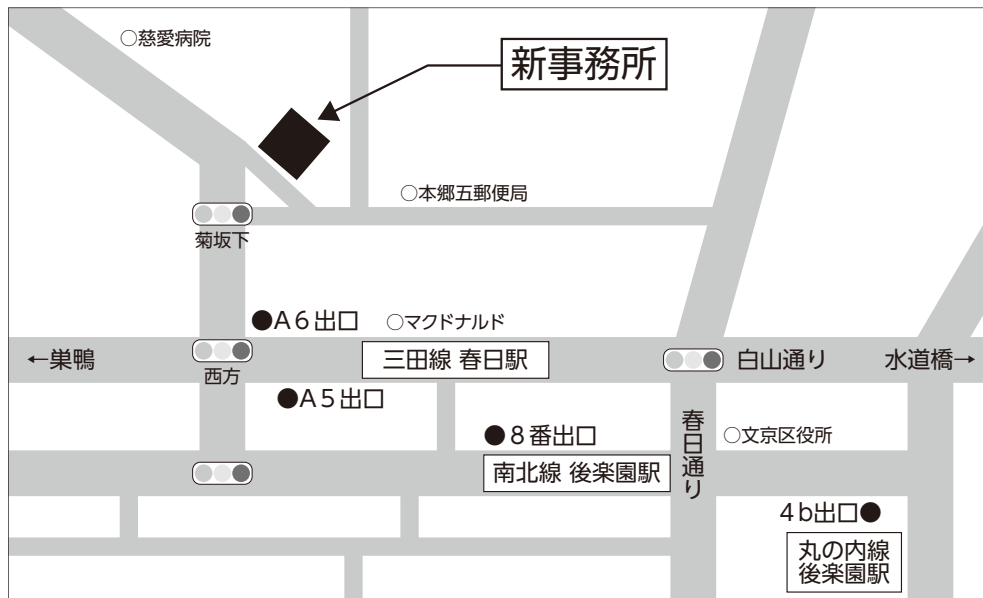 ○慈愛病院
新事務所
○本郷五郵便局
菊坂下
●A6出口
○マクドナルド
←巣鴨
西方
三田線 春日駅
白山通り
水道橋→
●A5出口
春日通り
●8番出口
○文京区役所
南北線 後楽園駅
4b出口●
丸の内線
後楽園駅